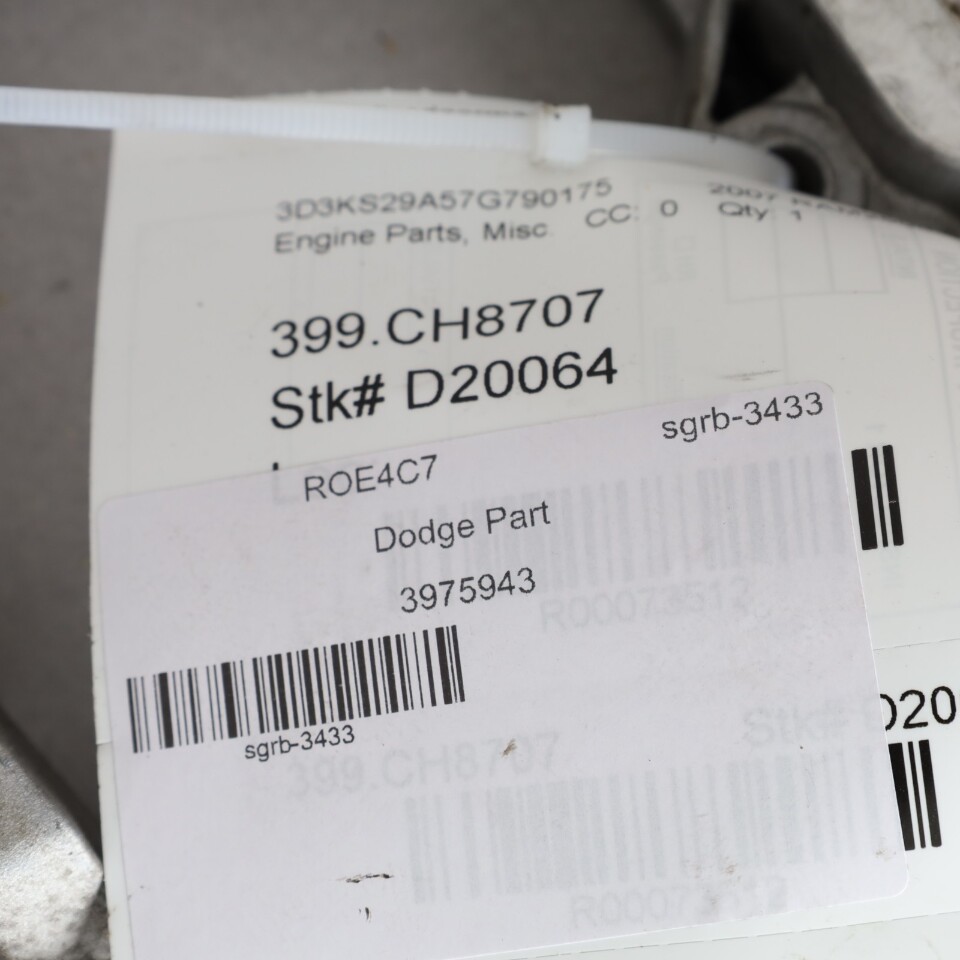 3D3KS29A57G790175 2007
Engine Parts, Misc. CC: 0 Qty 1
399.CH8707
Stk# D20064
sgrb-3433
ROE4C7
Dodge Part
3975943
R00073512
sgrb-3433
Stk# D20
399.CH8707